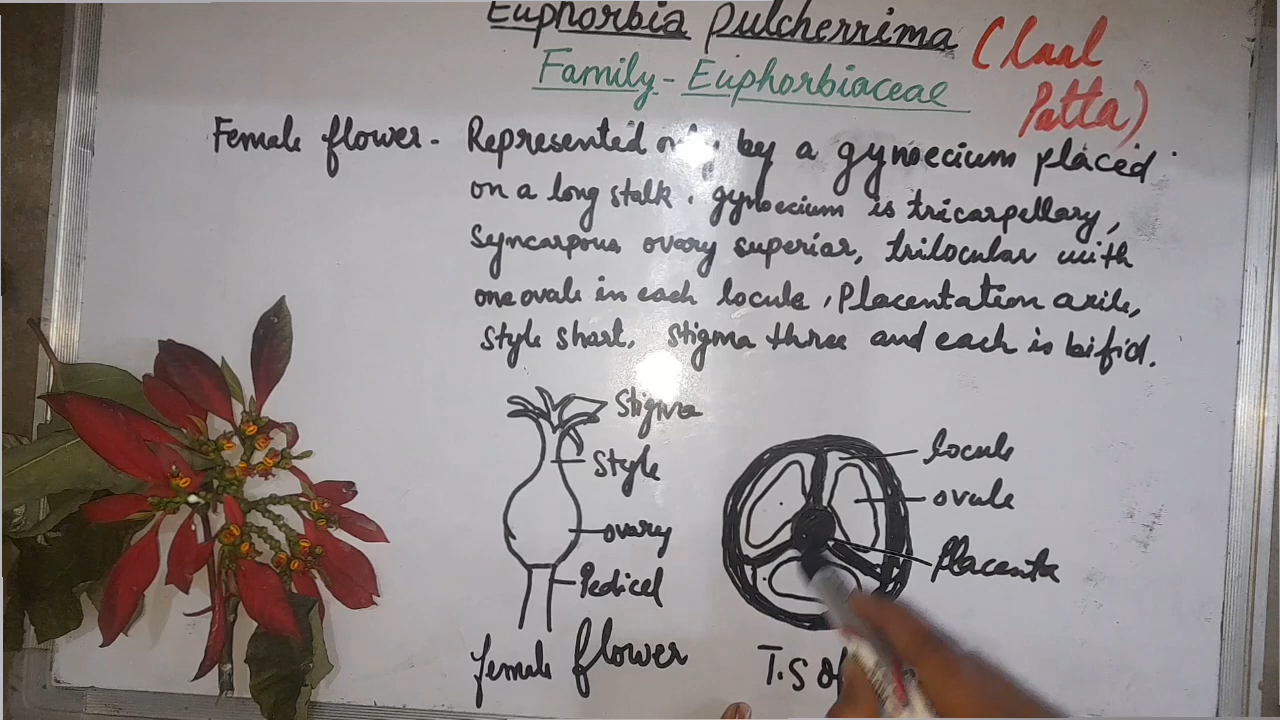 Euphorbia pulcherrima (Laal
Patta)
Family - Euphorbiaceae
Female flower - Represented only by a gynoecium placed
on a long stalk. gynoecium is tricarpellary,
Syncarpous ovary superior, trilocular with
one ovule in each locule, Placentation axile,
Style short, Stigma three and each is bifid.
Stigma
Style
ovary
Pedicel
female flower
locule
ovule
Placenta
T.S of